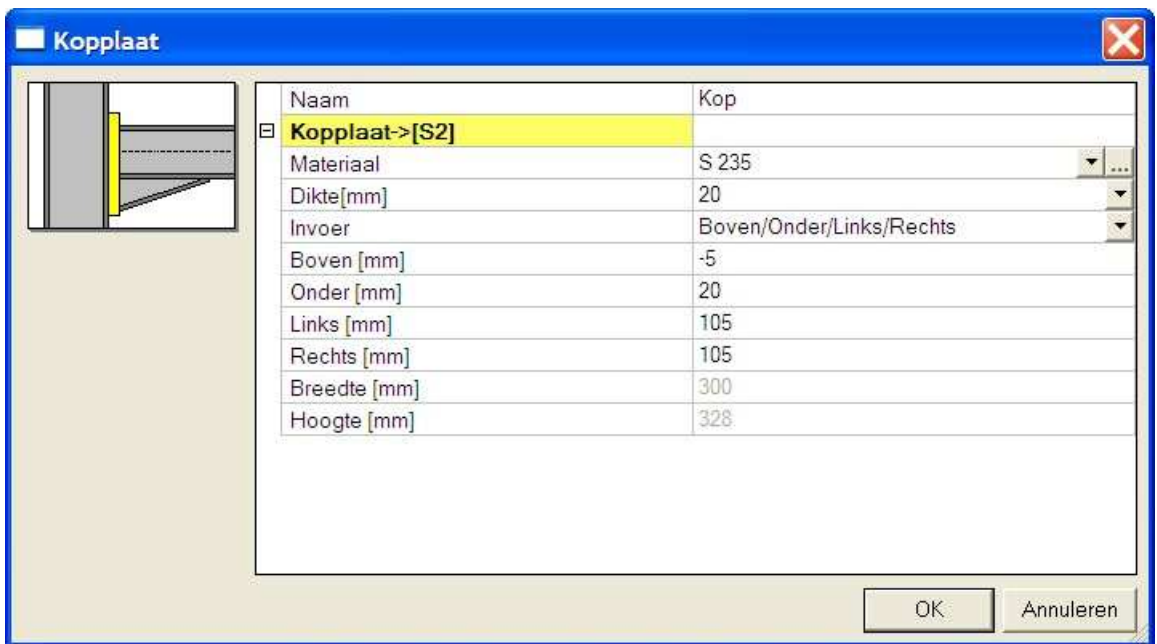 Kopplaat
Naam Kop
Kopplaat->[S2]
Materiaal S 235 ...
Dikte[mm] 20
Invoer Boven/Onder/Links/Rechts
Boven [mm] -5
Onder [mm] 20
Links [mm] 105
Rechts [mm] 105
Breedte [mm] 300
Hoogte [mm] 328
OK Annuleren